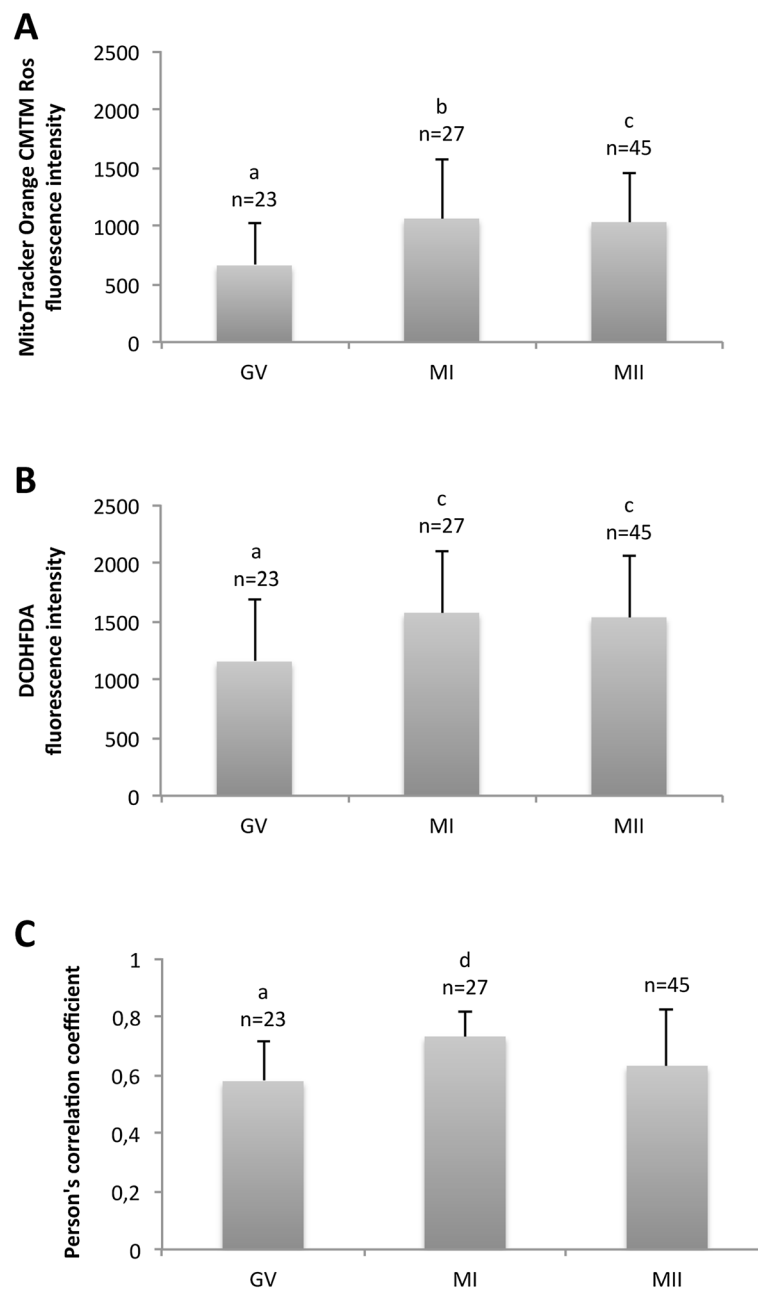 A
MitoTracker Orange CMTM Ros
fluorescence intensity
2500
2000
1500
1000
500
0
a
n=23
b
n=27
c
n=45
GV
MI
MII
B
DCDHFDA
fluorescence intensity
2500
2000
1500
1000
500
0
a
n=23
c
n=27
c
n=45
GV
MI
MII
C
Person's correlation coefficient
1
0,8
0,6
0,4
0,2
0
a
n=23
d
n=27
n=45
GV
MI
MII